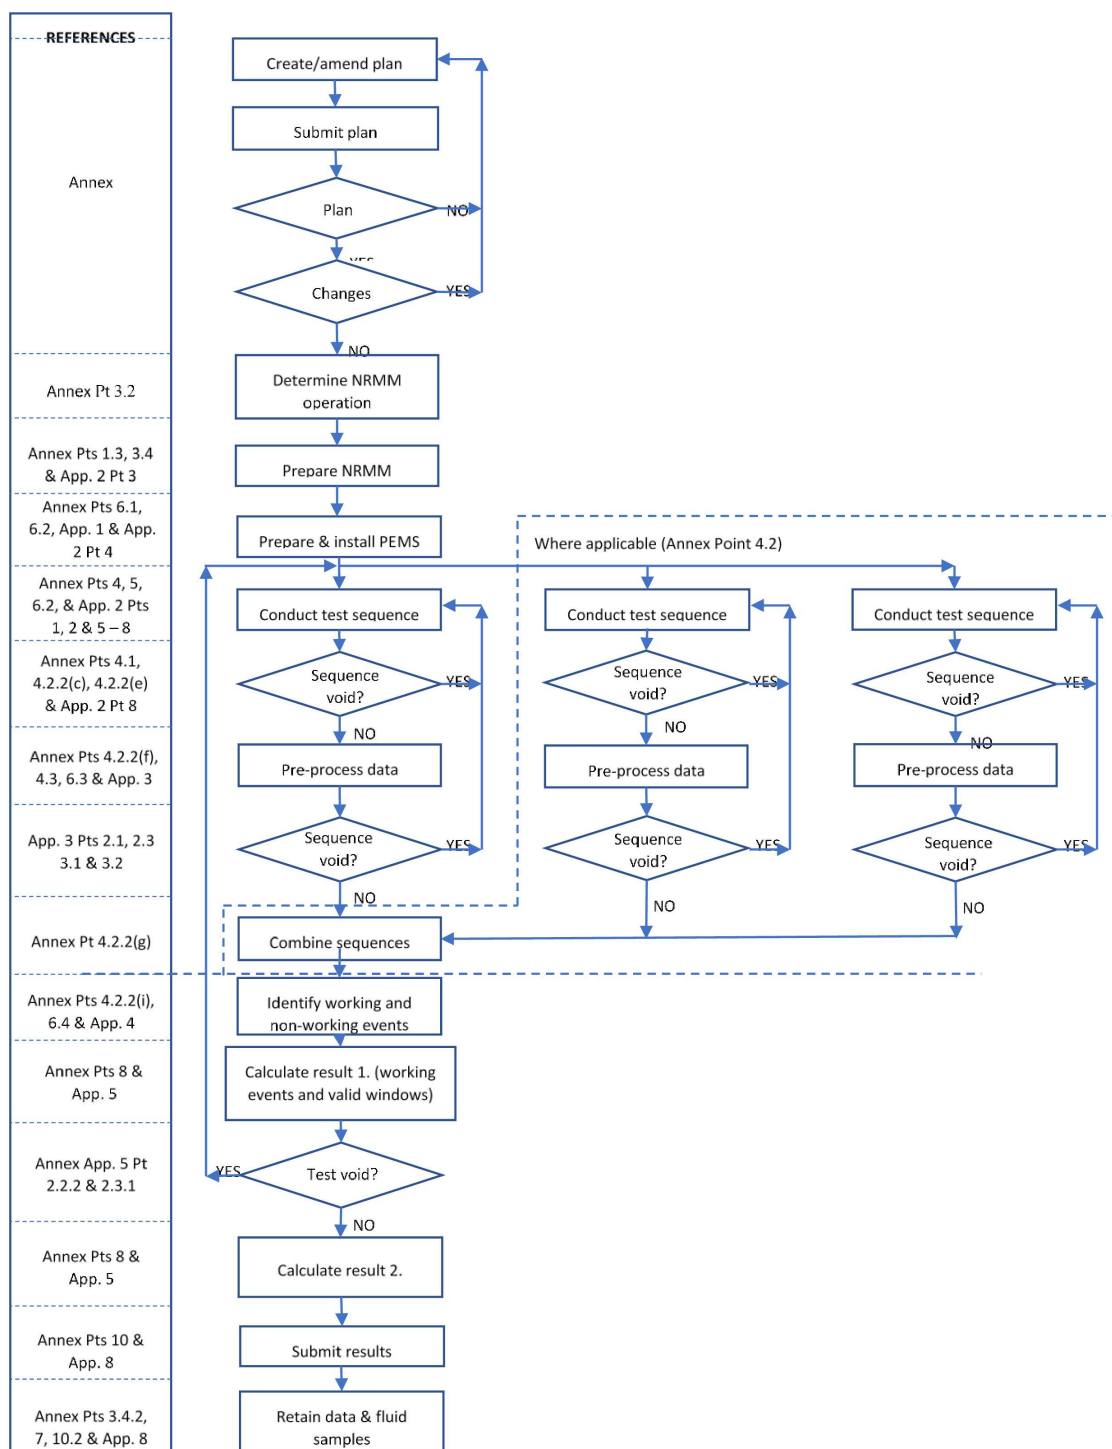 REFERENCES
Create/amend plan
Submit plan
Annex
Plan
NO
YES
Changes
YES
NO
Annex Pt 3.2
Determine NRMM
operation
Annex Pts 1.3, 3.4
& App. 2 Pt 3
Prepare NRMM
Annex Pts 6.1,
6.2, App. 1 & App.
2 Pt 4
Prepare & install PEMS
Where applicable (Annex Point 4.2)
Annex Pts 4, 5,
6.2, & App. 2 Pts
1, 2 & 5 – 8
Conduct test sequence
Conduct test sequence
Conduct test sequence
Annex Pts 4.1,
4.2.2(c), 4.2.2(e)
& App. 2 Pt 8
Sequence
void?
YES
NO
Sequence
void?
YES
NO
Sequence
void?
YES
NO
Annex Pts 4.2.2(f),
4.3, 6.3 & App. 3
Pre-process data
Pre-process data
Pre-process data
App. 3 Pts 2.1, 2.3
3.1 & 3.2
Sequence
void?
YES
NO
Sequence
void?
YES
NO
Sequence
void?
YES
NO
Annex Pt 4.2.2(g)
Combine sequences
Annex Pts 4.2.2(i),
6.4 & App. 4
Identify working and
non-working events
Annex Pts 8 &
App. 5
Calculate result 1. (working
events and valid windows)
Annex App. 5 Pt
2.2.2 & 2.3.1
YES
Test void?
NO
Annex Pts 8 &
App. 5
Calculate result 2.
Annex Pts 10 &
App. 8
Submit results
Annex Pts 3.4.2,
7, 10.2 & App. 8
Retain data & fluid
samples